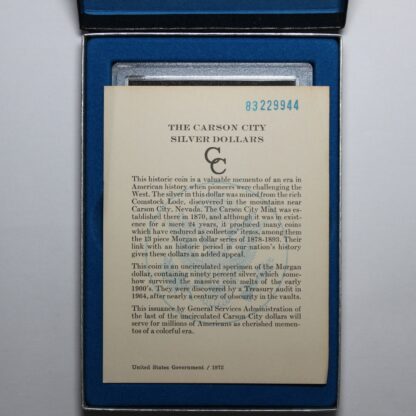 83229944
THE CARSON CITY
SILVER DOLLARS
CC
This historic coin is a valuable memento of an era in
American history when pioneers were challenging the
West. The silver in this dollar was mined from the rich
Comstock Lode, discovered in the mountains near
Carson City, Nevada. The Carson City Mint was es-
tablished there in 1870, and although it was in exist-
ence for a mere 24 years, it produced many coins
which have endured as collectors' items, among them
the 13 piece Morgan dollar series of 1878-1893. Their
link with an historic period in our nation's history
gives these dollars an added appeal.
This coin is an uncirculated specimen of the Morgan
dollar, containing ninety percent silver, which some-
how survived the massive coin melts of the early
1900's. They were discovered by a Treasury audit in
1964, after nearly a century of obscurity in the vaults.
This issuance by General Services Administration of
the last of the uncirculated Carson City dollars will
serve for millions of Americans as cherished memen-
tos of a colorful era.
United States Government / 1972